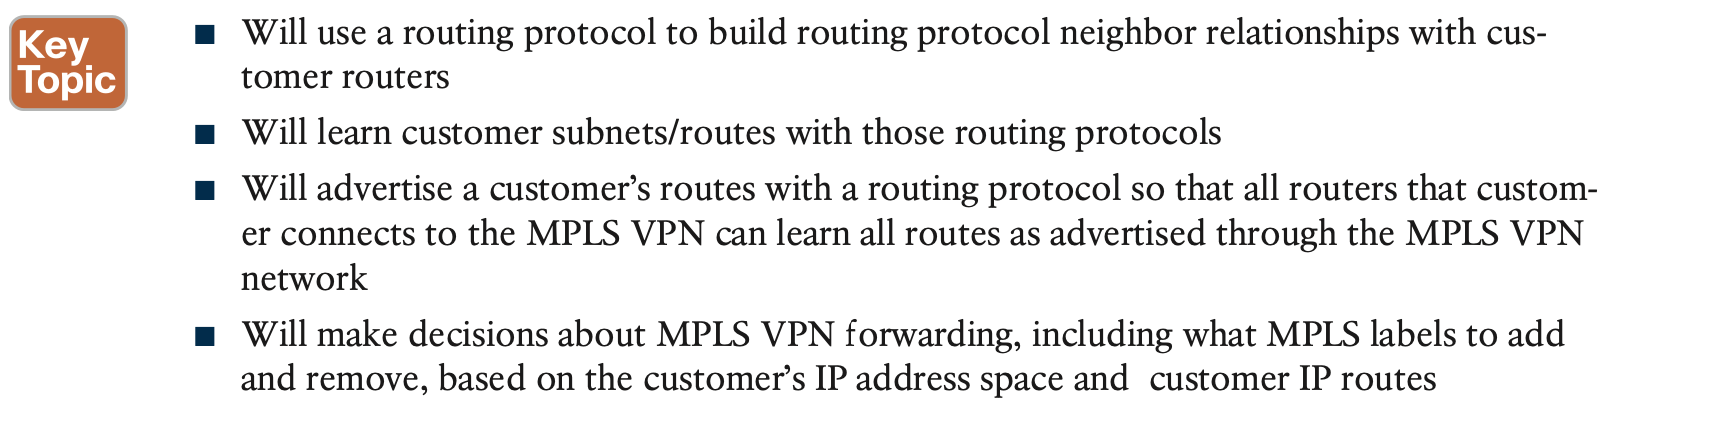 Key
Topic
■ Will use a routing protocol to build routing protocol neighbor relationships with cus-
tomer routers
■ Will learn customer subnets/routes with those routing protocols
■ Will advertise a customer’s routes with a routing protocol so that all routers that custom-
er connects to the MPLS VPN can learn all routes as advertised through the MPLS VPN
network
■ Will make decisions about MPLS VPN forwarding, including what MPLS labels to add
and remove, based on the customer’s IP address space and customer IP routes